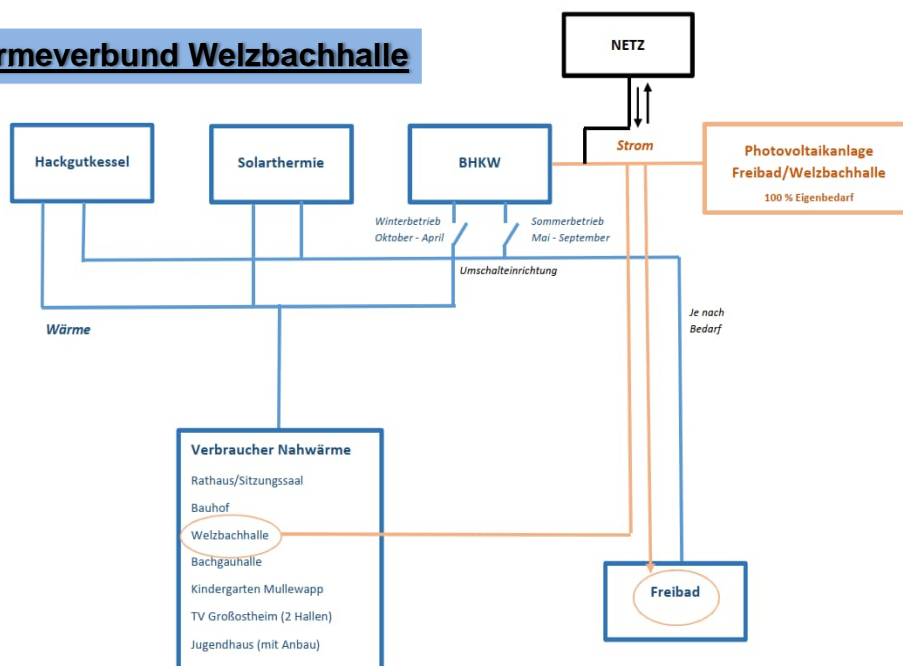 rmeverbund Welzbachhalle
NETZ
Hackgutkessel
Solarthermie
BHKW
Strom
Photovoltaikanlage
Freibad/Welzbachhalle
100 % Eigenbedarf
Winterbetrieb
Oktober - April
Sommerbetrieb
Mai - September
Umschalteinrichtung
Wärme
Je nach
Bedarf
Verbraucher Nahwärme
Rathaus/Sitzungssaal
Bauhof
Welzbachhalle
Bachgauhalle
Kindergarten Mullewapp
TV Großostheim (2 Hallen)
Jugendhaus (mit Anbau)
Freibad